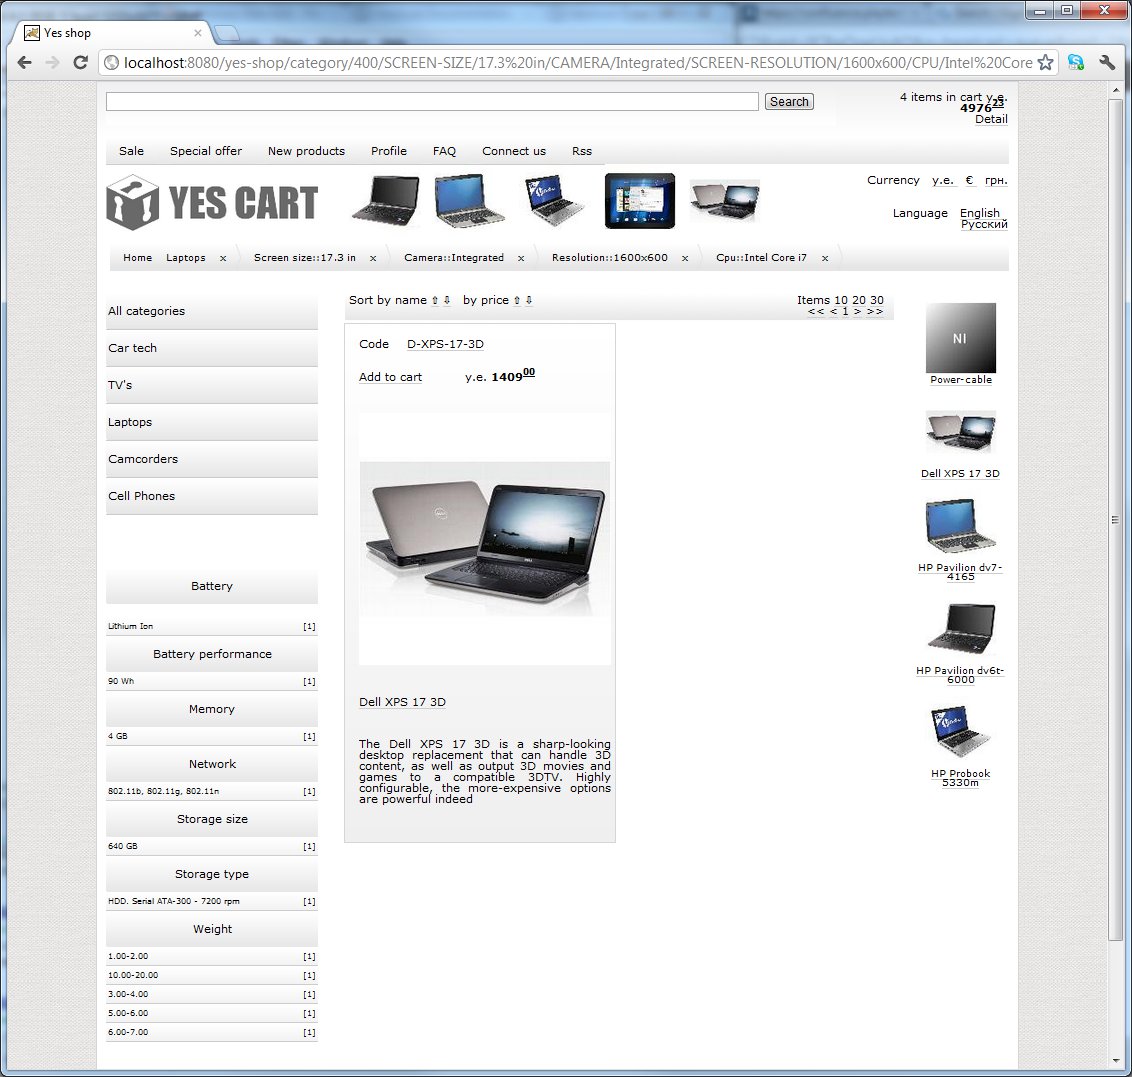 Yes shop
localhost:8080/yes-shop/category/400/SCREEN-SIZE/17.3%20in/CAMERA/Integrated/SCREEN-RESOLUTION/1600x600/CPU/Intel%20Core
Search
4 items in cart y.e.
4976 23
Detail
Sale Special offer New products Profile FAQ Connect us Rss
YES CART
Currency y.e. € грн.
Language English
Русский
Home Laptops x Screen size::17.3 in x Camera::Integrated x Resolution::1600x600 x Cpu::Intel Core i7 x
All categories
Car tech
TV's
Laptops
Camcorders
Cell Phones
Battery
Lithium Ion [1]
Battery performance
90 Wh [1]
Memory
4 GB [1]
Network
802.11b, 802.11g, 802.11n [1]
Storage size
640 GB [1]
Storage type
HDD. Serial ATA-300 - 7200 rpm [1]
Weight
1.00-2.00 [1]
10.00-20.00 [1]
3.00-4.00 [1]
5.00-6.00 [1]
6.00-7.00 [1]
Sort by name ⇧ ⇩ by price ⇧ ⇩
Items 10 20 30
<< < 1 > >>
Code D-XPS-17-3D
Add to cart y.e. 1409 00
Dell XPS 17 3D
The Dell XPS 17 3D is a sharp-looking
desktop replacement that can handle 3D
content, as well as output 3D movies and
games to a compatible 3DTV. Highly
configurable, the more-expensive options
are powerful indeed
NI
Power-cable
Dell XPS 17 3D
HP Pavilion dv7-
4165
HP Pavilion dv6t-
6000
HP Probook
5330m